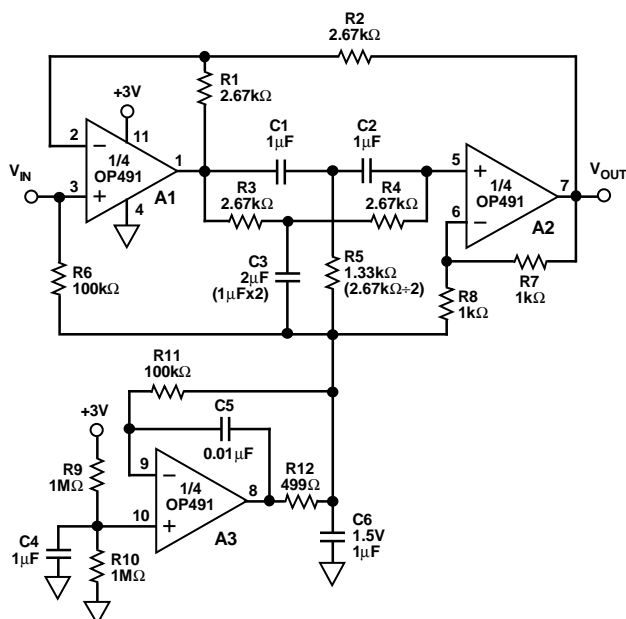 R2
2.67kΩ
R1
2.67kΩ
+3V
11
2
1/4
OP491
1
V_IN
3
A1
4
C1
1μF
C2
1μF
5
1/4
OP491
7
V_OUT
6
A2
R3
2.67kΩ
R4
2.67kΩ
R6
100kΩ
C3
2μF
(1μFx2)
R5
1.33kΩ
(2.67kΩ÷2)
R7
1kΩ
R8
1kΩ
R11
100kΩ
C5
0.01μF
+3V
R9
1MΩ
9
1/4
OP491
8
10
A3
R12
499Ω
C4
1μF
R10
1MΩ
C6
1.5V
1μF